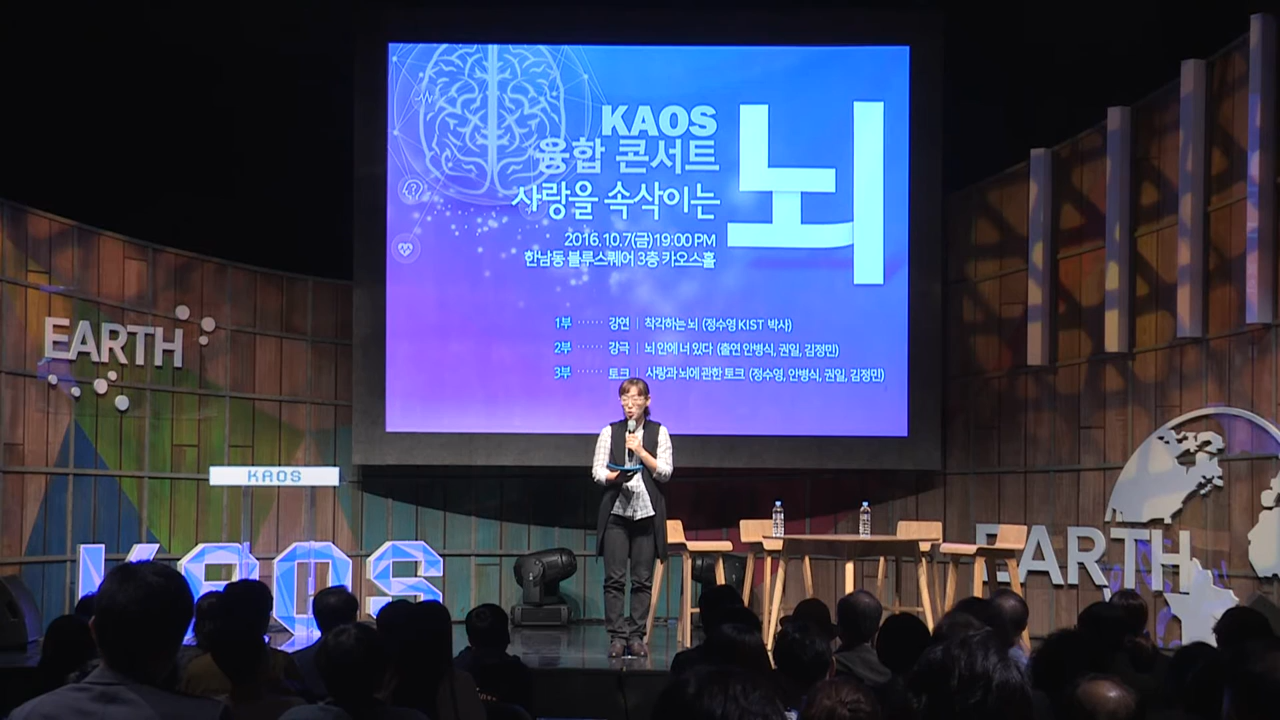 KAOS
융합 콘서트
사랑을 속삭이는
뇌
2016. 10.7(금) 19:00 PM
한남동 블루스퀘어 3층 카오스홀
1부 ······ 강연 | 착각하는 뇌 (정수영 KIST 박사)
2부 ······ 강극 | 뇌 안에 너 있다 (출연 안병식, 권일, 김정민)
3부 ······ 토크 | 사랑과 뇌에 관한 토크 (정수영, 안병식, 권일, 김정민)
EARTH
KAOS
KAOS
EARTH